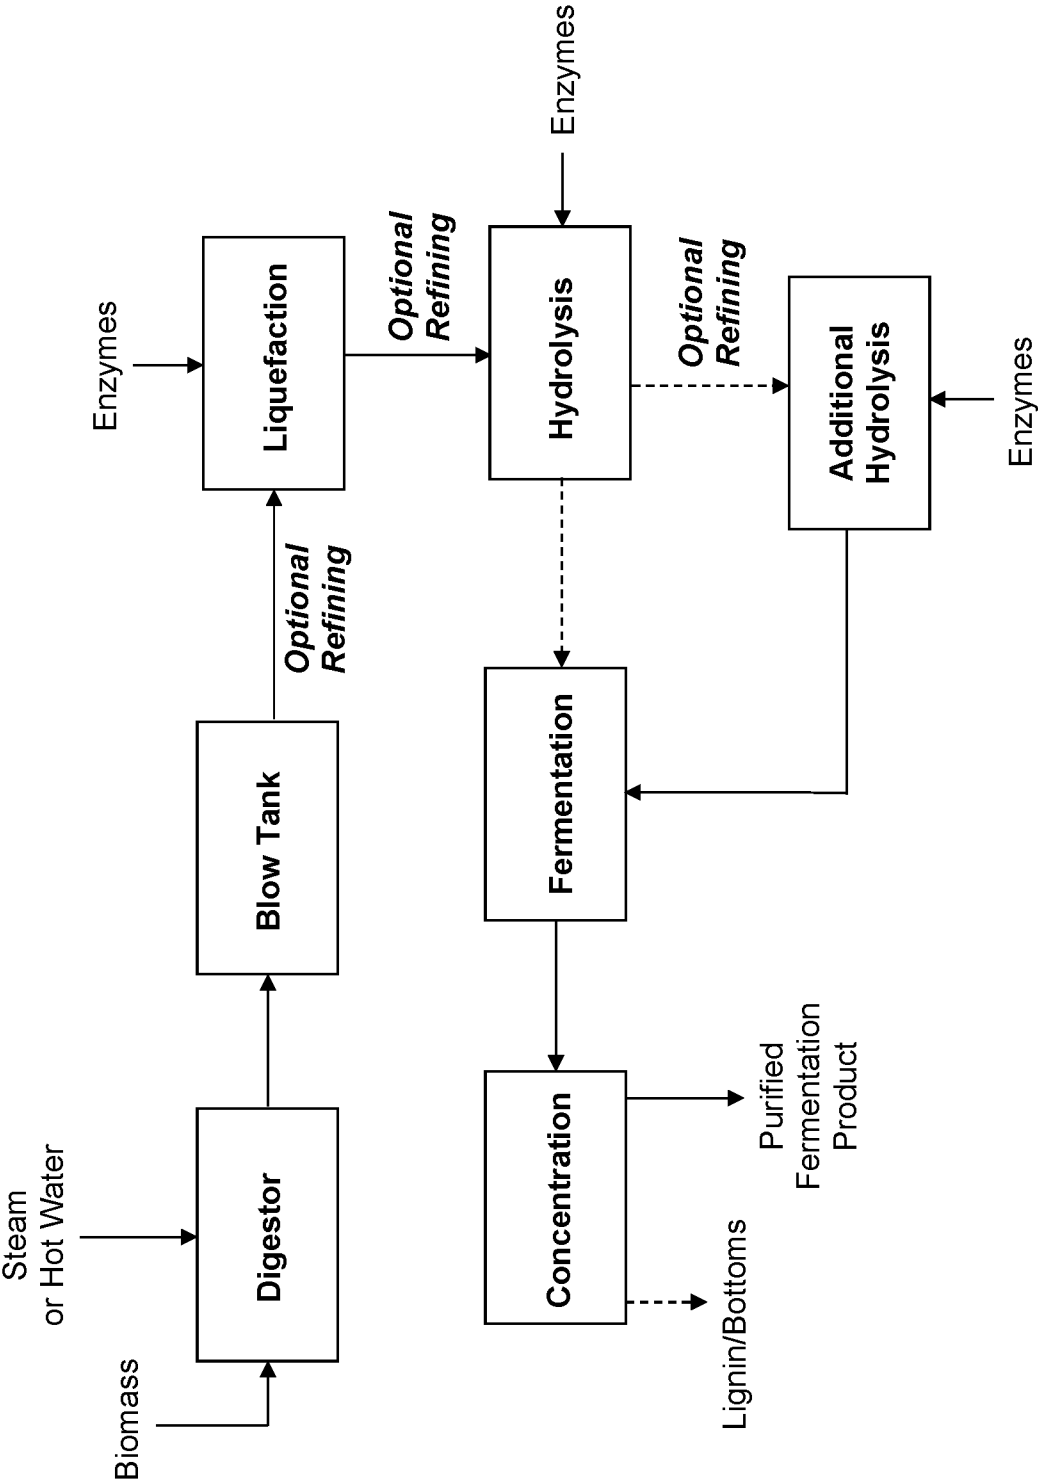 Steam
or Hot Water
Biomass
Digestor
Blow Tank
Optional
Refining
Enzymes
Liquefaction
Optional
Refining
Enzymes
Hydrolysis
Optional
Refining
Additional
Hydrolysis
Enzymes
Fermentation
Concentration
Purified
Fermentation
Product
Lignin/Bottoms